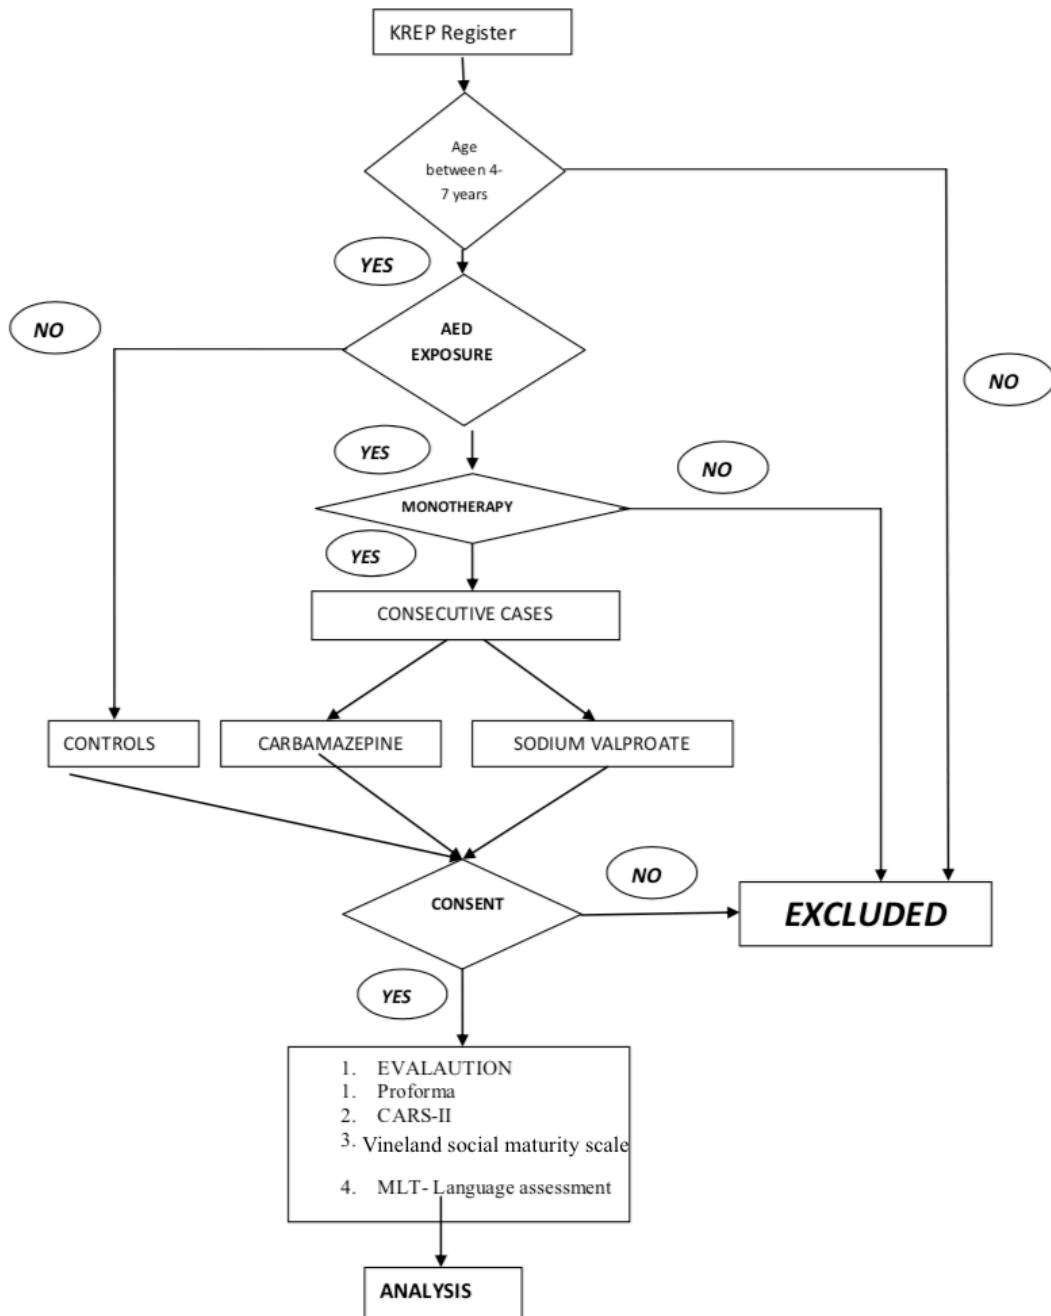 KREP Register
Age
between 4-
7 years
YES
NO
AED
EXPOSURE
NO
YES
NO
MONOTHERAPY
YES
CONSECUTIVE CASES
CONTROLS
CARBAMAZEPINE
SODIUM VALPROATE
CONSENT
NO
EXCLUDED
YES
1. EVALAUTION
1. Proforma
2. CARS-II
3. Vineland social maturity scale
4. MLT- Language assessment
ANALYSIS